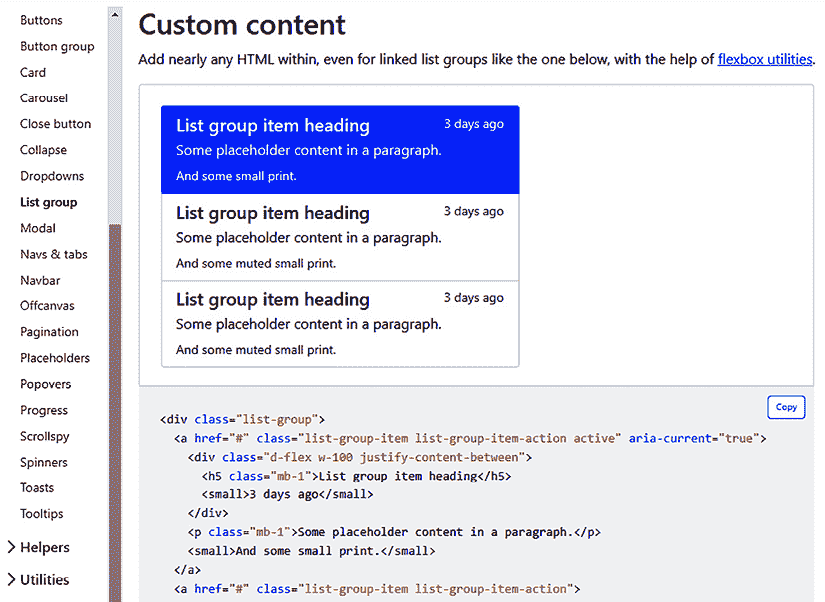 Buttons
Button group
Card
Carousel
Close button
Collapse
Dropdowns
List group
Modal
Navs & tabs
Navbar
Offcanvas
Pagination
Placeholders
Popovers
Progress
Scrollspy
Spinners
Toasts
Tooltips
Helpers
Utilities
Custom content
Add nearly any HTML within, even for linked list groups like the one below, with the help of flexbox utilities.
List group item heading 3 days ago
Some placeholder content in a paragraph.
And some small print.
List group item heading 3 days ago
Some placeholder content in a paragraph.
And some muted small print.
List group item heading 3 days ago
Some placeholder content in a paragraph.
And some muted small print.
Copy
<div class="list-group">
  <a href="#" class="list-group-item list-group-item-action active" aria-current="true">
    <div class="d-flex w-100 justify-content-between">
      <h5 class="mb-1">List group item heading</h5>
      <small>3 days ago</small>
    </div>
    <p class="mb-1">Some placeholder content in a paragraph.</p>
    <small>And some small print.</small>
  </a>
  <a href="#" class="list-group-item list-group-item-action">